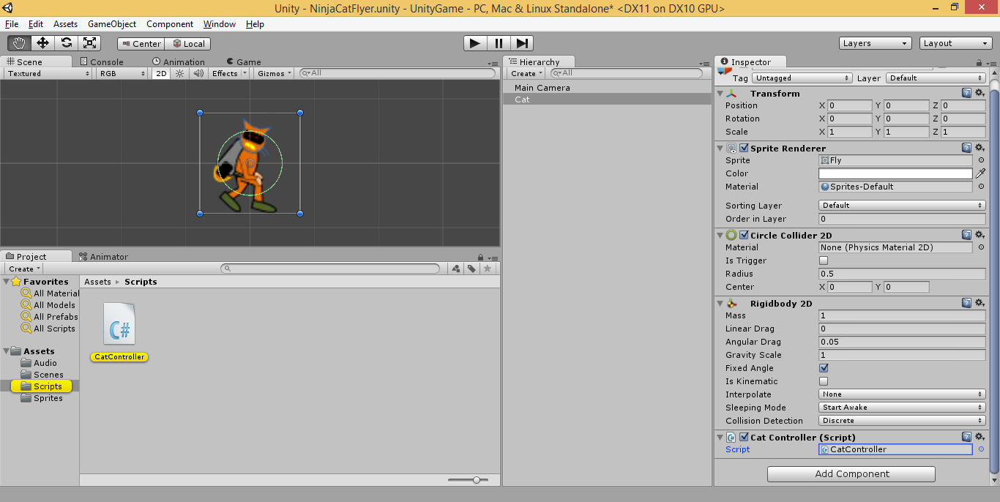 Unity - NinjaCatFlyer.unity - UnityGame - PC, Mac & Linux Standalone* <DX11 on DX10 GPU>
File Edit Assets GameObject Component Window Help
Center Local Layers Layout
Scene Console Animation Game
Textured RGB 2D Effects Gizmos All
Project Animator
Create
Favorites
All Material
All Models
All Prefabs
All Scripts
Assets
Audio
Scenes
Scripts
Sprites
Assets ▸ Scripts
C#
CatController
Hierarchy
Create All
Main Camera
Cat
Inspector
Tag Untagged Layer Default
Transform
Position X 0 Y 0 Z 0
Rotation X 0 Y 0 Z 0
Scale X 1 Y 1 Z 1
Sprite Renderer
Sprite Fly
Color
Material Sprites-Default
Sorting Layer Default
Order in Layer 0
Circle Collider 2D
Material None (Physics Material 2D)
Is Trigger
Radius 0.5
Center X 0 Y 0
Rigidbody 2D
Mass 1
Linear Drag 0
Angular Drag 0.05
Gravity Scale 1
Fixed Angle
Is Kinematic
Interpolate None
Sleeping Mode Start Awake
Collision Detection Discrete
Cat Controller (Script)
Script CatController
Add Component